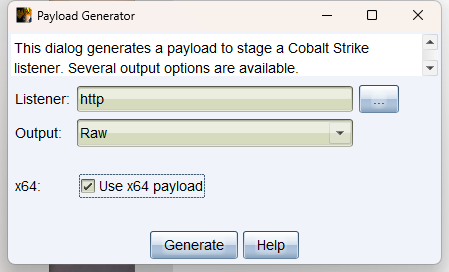 Payload Generator
This dialog generates a payload to stage a Cobalt Strike
listener. Several output options are available.
Listener: http ...
Output: Raw
x64: Use x64 payload
Generate Help